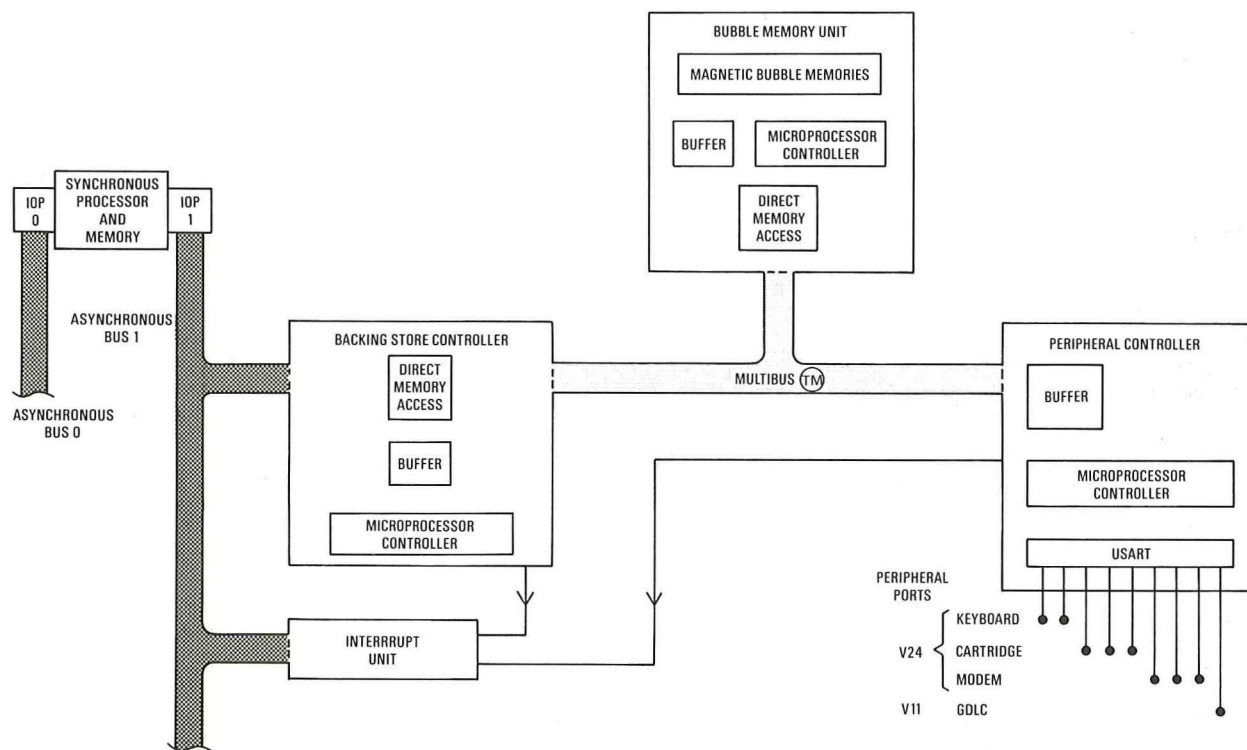 BUBBLE MEMORY UNIT
MAGNETIC BUBBLE MEMORIES
BUFFER
MICROPROCESSOR
CONTROLLER
DIRECT
MEMORY
ACCESS
IOP
0
SYNCHRONOUS
PROCESSOR
AND
MEMORY
IOP
1
ASYNCHRONOUS
BUS 1
ASYNCHRONOUS
BUS 0
BACKING STORE CONTROLLER
DIRECT
MEMORY
ACCESS
BUFFER
MICROPROCESSOR
CONTROLLER
MULTIBUS TM
PERIPHERAL CONTROLLER
BUFFER
MICROPROCESSOR
CONTROLLER
USART
INTERRRUPT
UNIT
PERIPHERAL
PORTS
KEYBOARD
V24 CARTRIDGE
MODEM
V11 GDLC